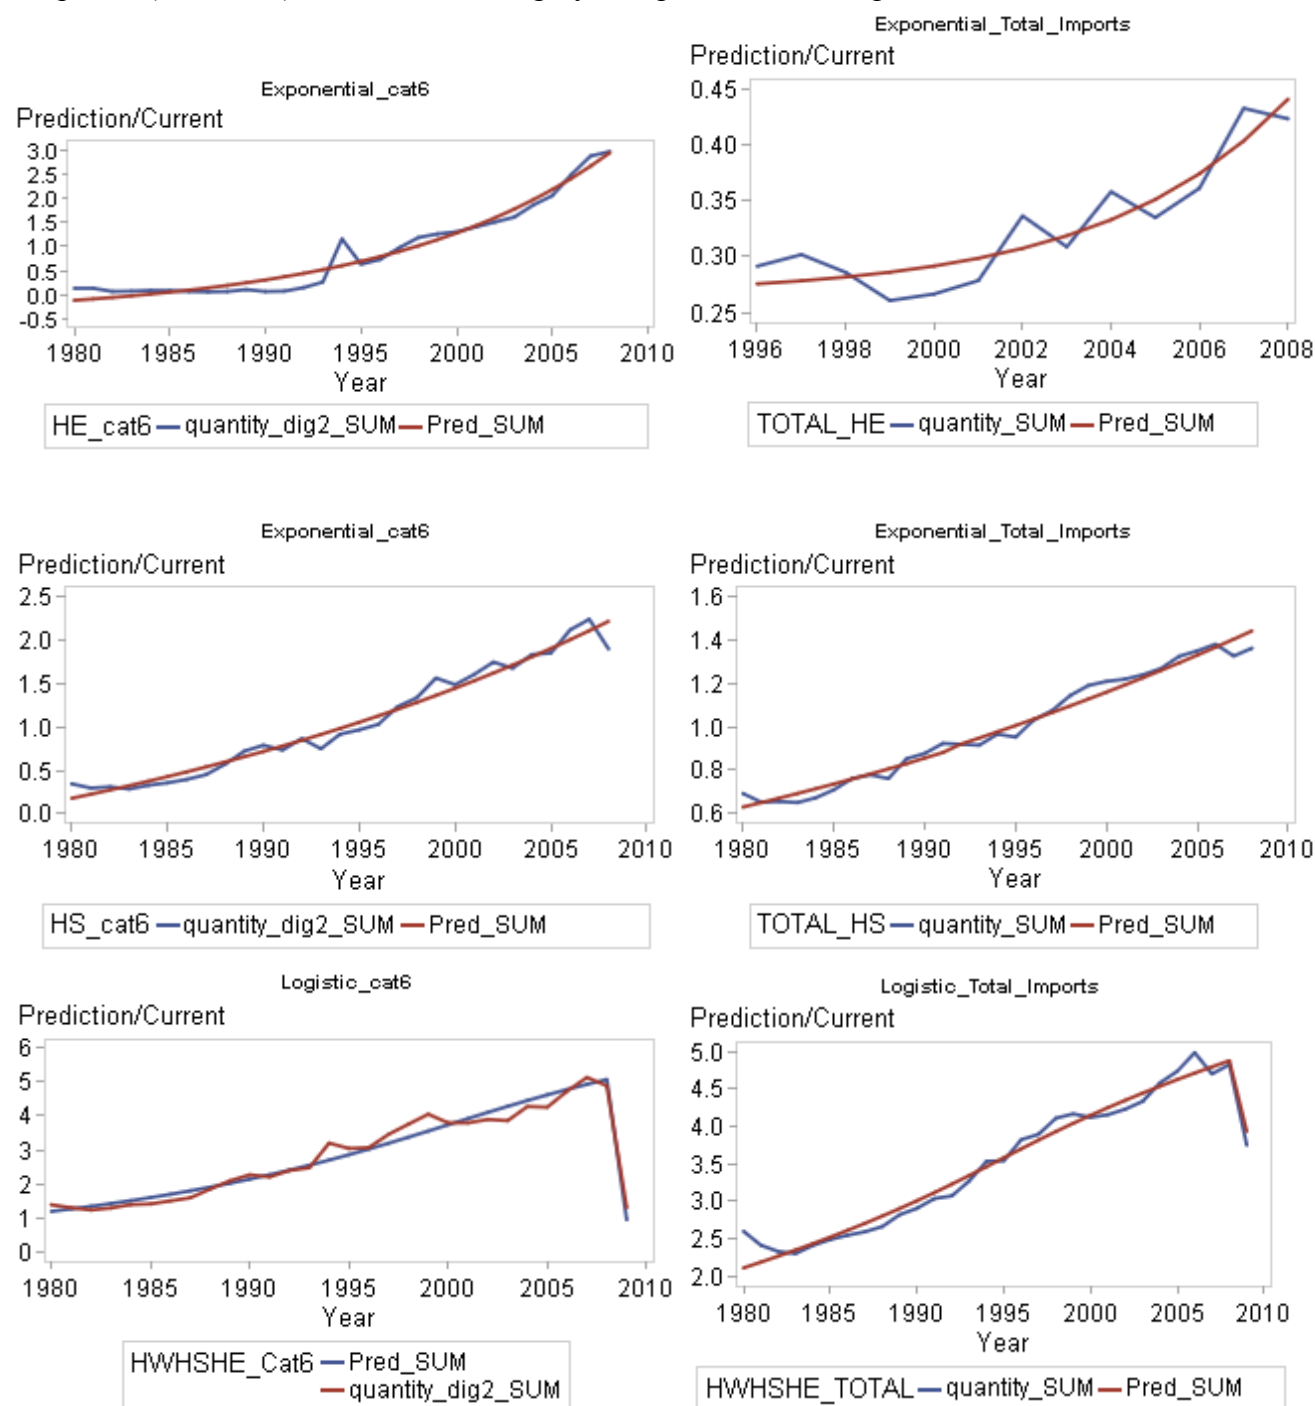 Exponential_cat6
Prediction/Current
3.0
2.5
2.0
1.5
1.0
0.5
0.0
-0.5
1980 1985 1990 1995 2000 2005 2010
Year
HE_cat6 quantity_dig2_SUM Pred_SUM
Exponential_Total_Imports
Prediction/Current
0.45
0.40
0.35
0.30
0.25
1996 1998 2000 2002 2004 2006 2008
Year
TOTAL_HE quantity_SUM Pred_SUM
Exponential_cat6
Prediction/Current
2.5
2.0
1.5
1.0
0.5
0.0
1980 1985 1990 1995 2000 2005 2010
Year
HS_cat6 quantity_dig2_SUM Pred_SUM
Exponential_Total_Imports
Prediction/Current
1.6
1.4
1.2
1.0
0.8
0.6
1980 1985 1990 1995 2000 2005 2010
Year
TOTAL_HS quantity_SUM Pred_SUM
Logistic_cat6
Prediction/Current
6
5
4
3
2
1
0
1980 1985 1990 1995 2000 2005 2010
Year
HWHSHE_Cat6 Pred_SUM
quantity_dig2_SUM
Logistic_Total_Imports
Prediction/Current
5.0
4.5
4.0
3.5
3.0
2.5
2.0
1980 1985 1990 1995 2000 2005 2010
Year
HWHSHE_TOTAL quantity_SUM Pred_SUM